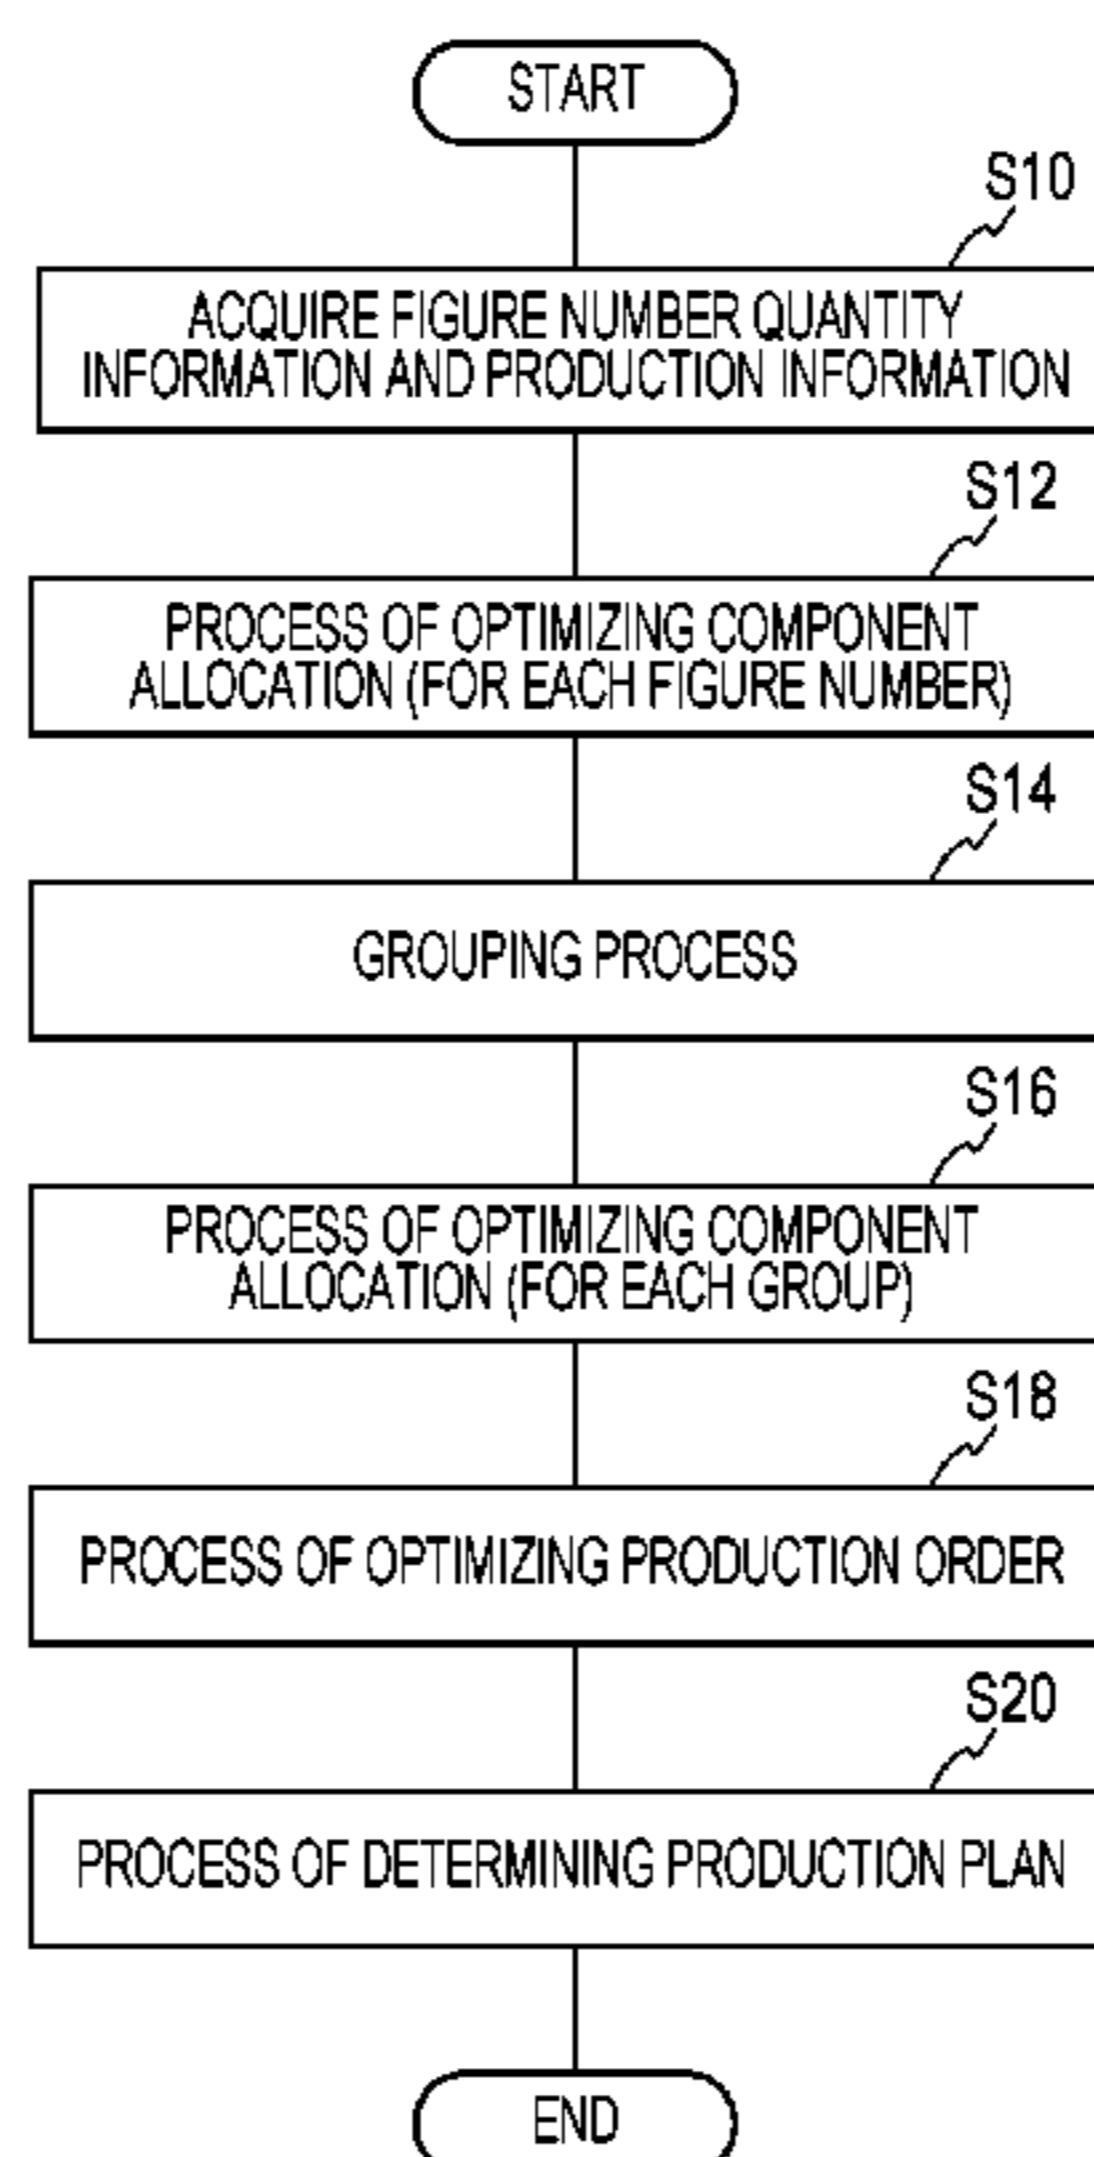 START
S10
ACQUIRE FIGURE NUMBER QUANTITY
INFORMATION AND PRODUCTION INFORMATION
S12
PROCESS OF OPTIMIZING COMPONENT
ALLOCATION (FOR EACH FIGURE NUMBER)
S14
GROUPING PROCESS
S16
PROCESS OF OPTIMIZING COMPONENT
ALLOCATION (FOR EACH GROUP)
S18
PROCESS OF OPTIMIZING PRODUCTION ORDER
S20
PROCESS OF DETERMINING PRODUCTION PLAN
END